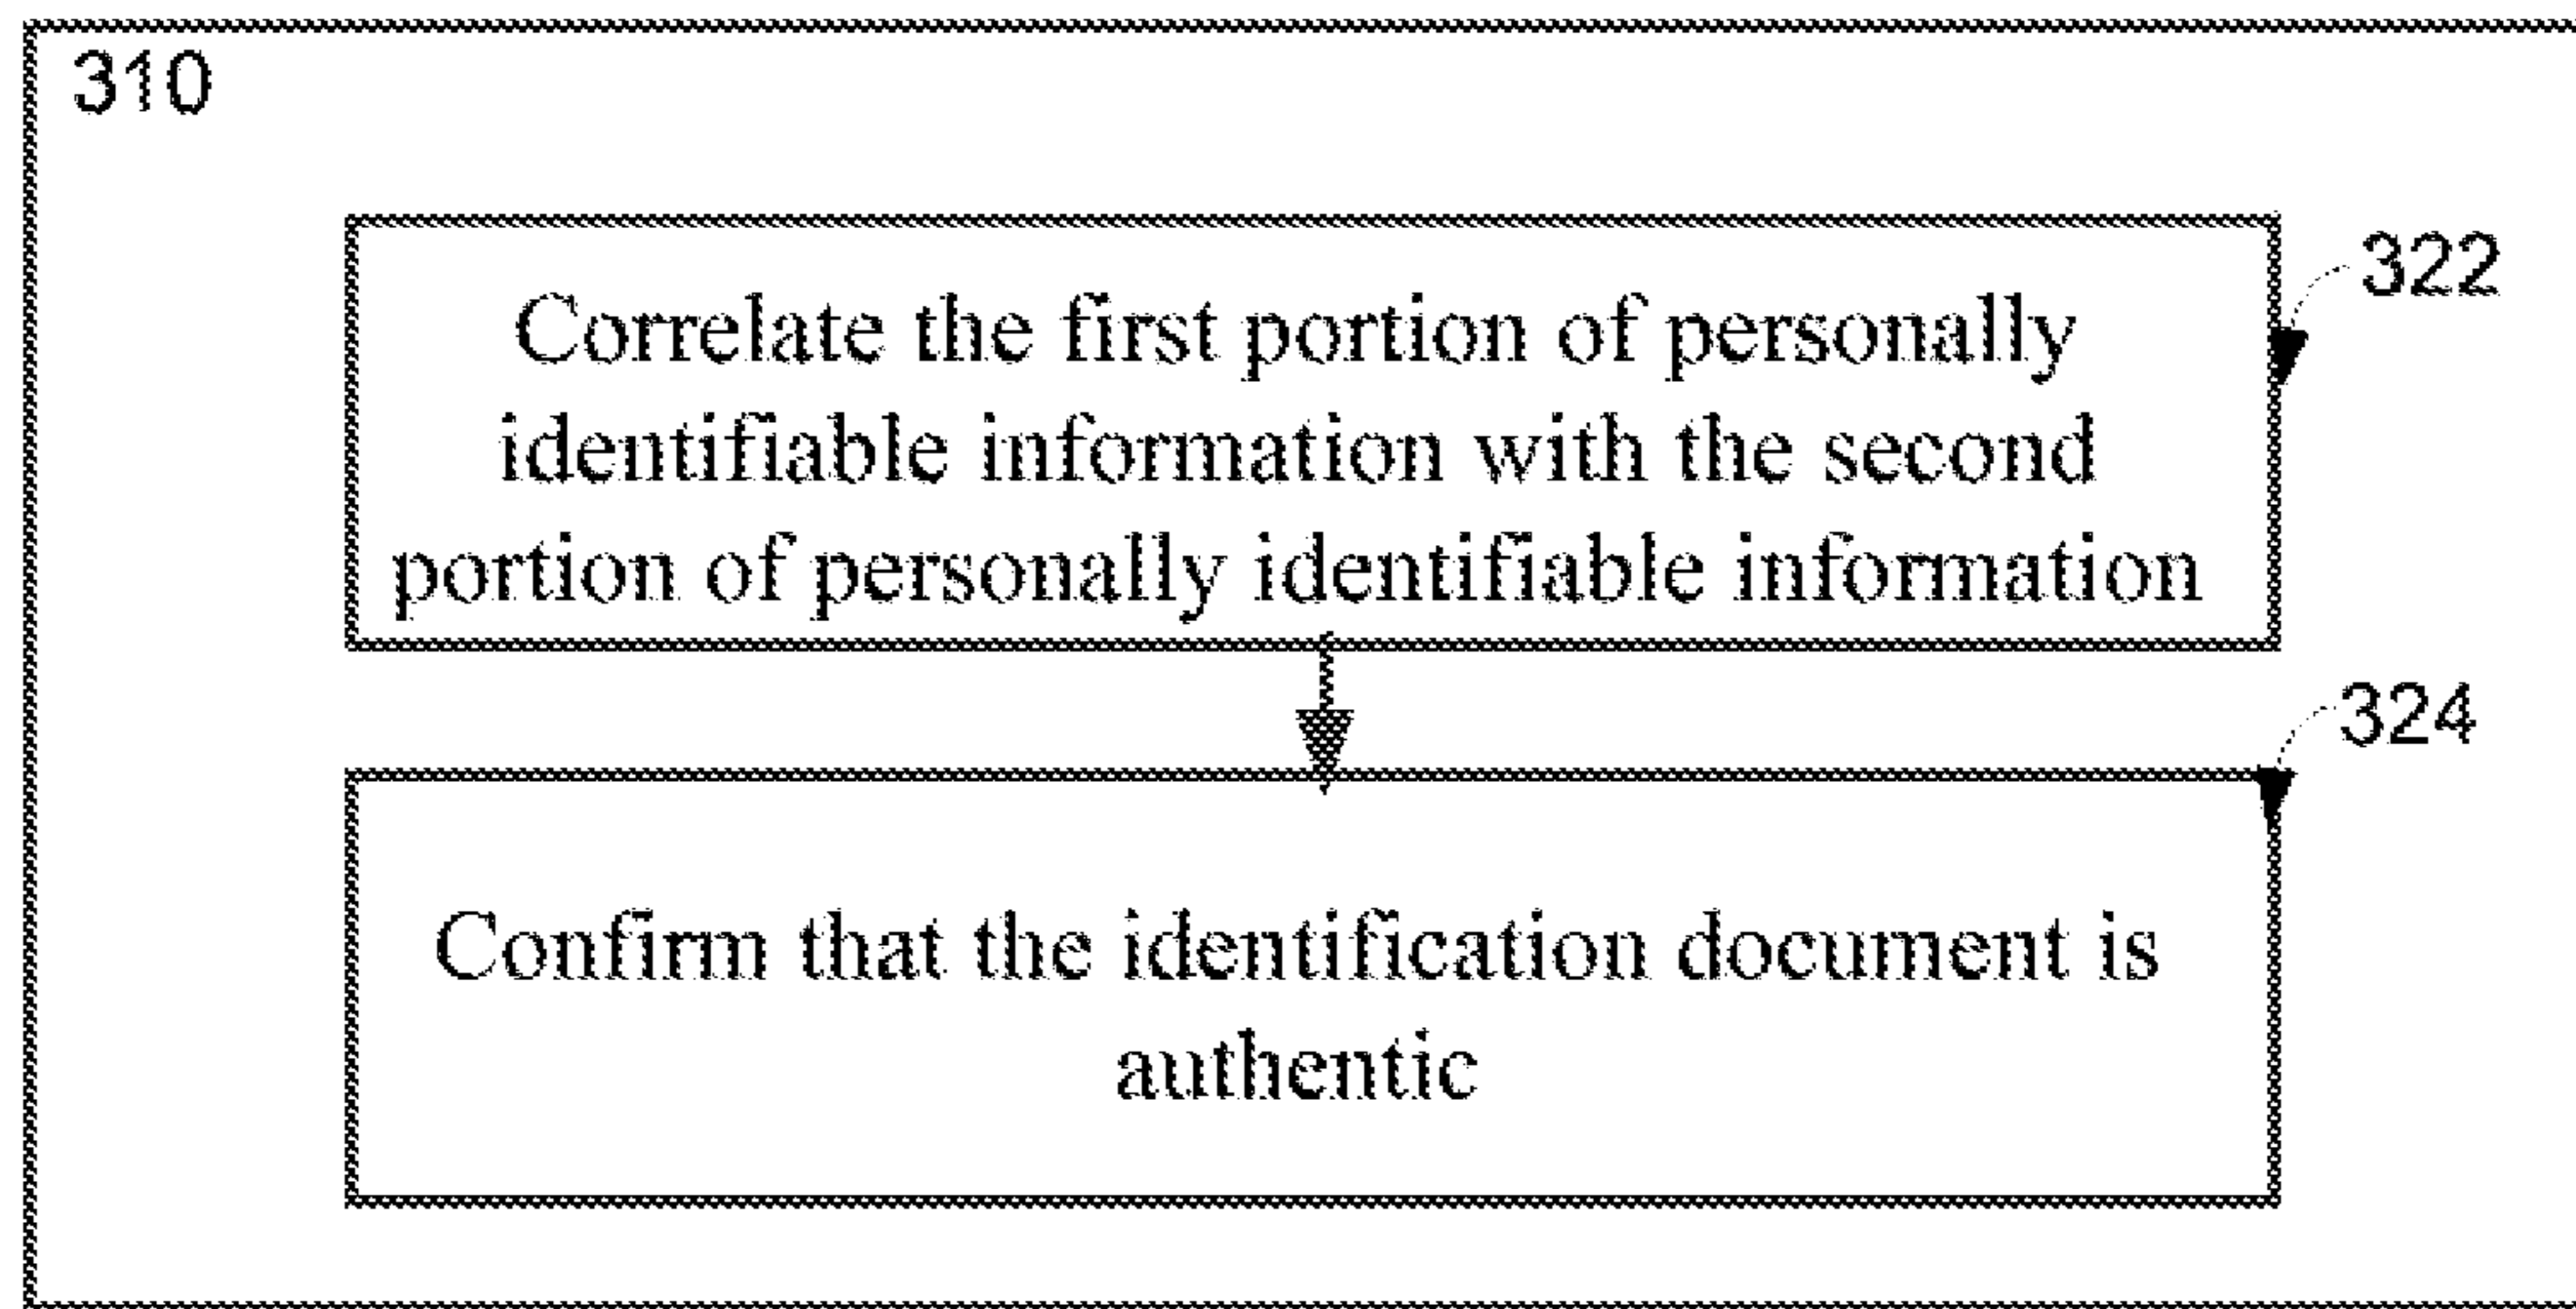 310
Correlate the first portion of personally
identifiable information with the second
portion of personally identifiable information
322
324
Confirm that the identification document is
authentic